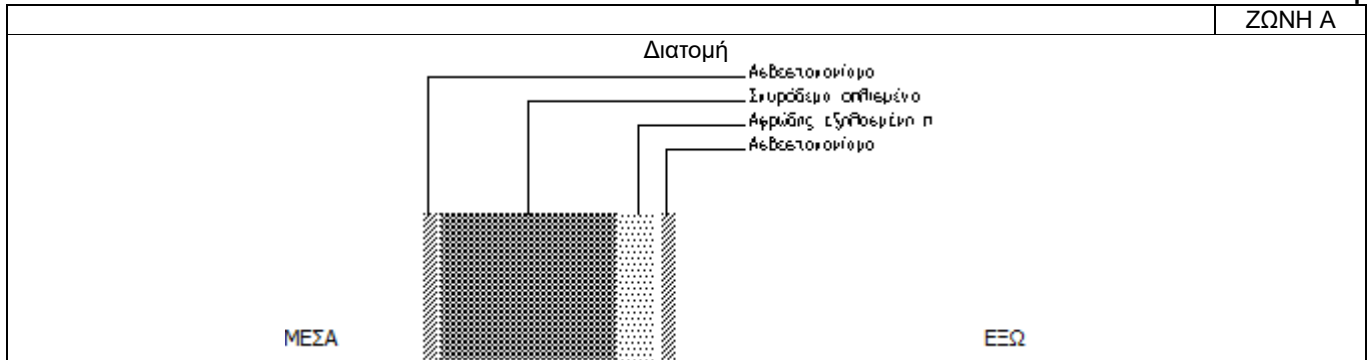 ΖΩΝΗ Α
Διατομή
Ασβεστοκονίαμα
Σκυρόδεμα οπλισμένο
Αφρώδης εξηλασμένη π
Ασβεστοκονίαμα
ΜΕΣΑ
ΕΞΩ